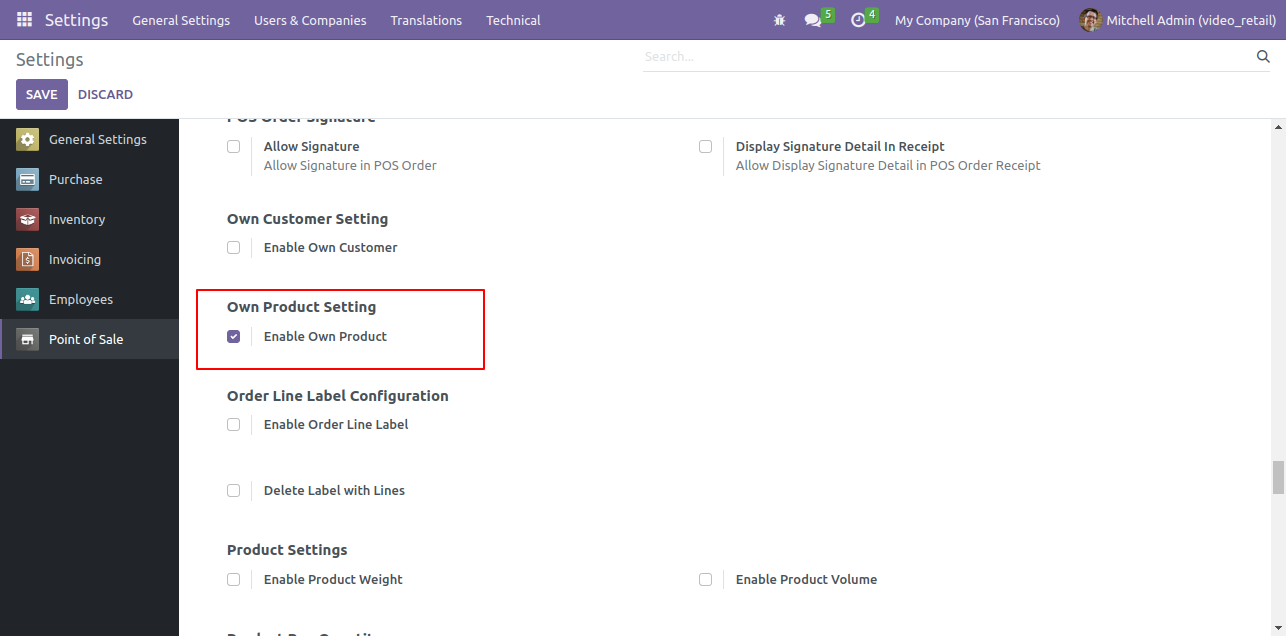 Settings General Settings Users & Companies Translations Technical 5 4 My Company (San Francisco) Mitchell Admin (video_retail)
Settings
Search...
SAVE DISCARD
General Settings
Purchase
Inventory
Invoicing
Employees
Point of Sale
POS Order Signature
Allow Signature
Allow Signature in POS Order
Display Signature Detail In Receipt
Allow Display Signature Detail in POS Order Receipt
Own Customer Setting
Enable Own Customer
Own Product Setting
Enable Own Product
Order Line Label Configuration
Enable Order Line Label
Delete Label with Lines
Product Settings
Enable Product Weight
Enable Product Volume